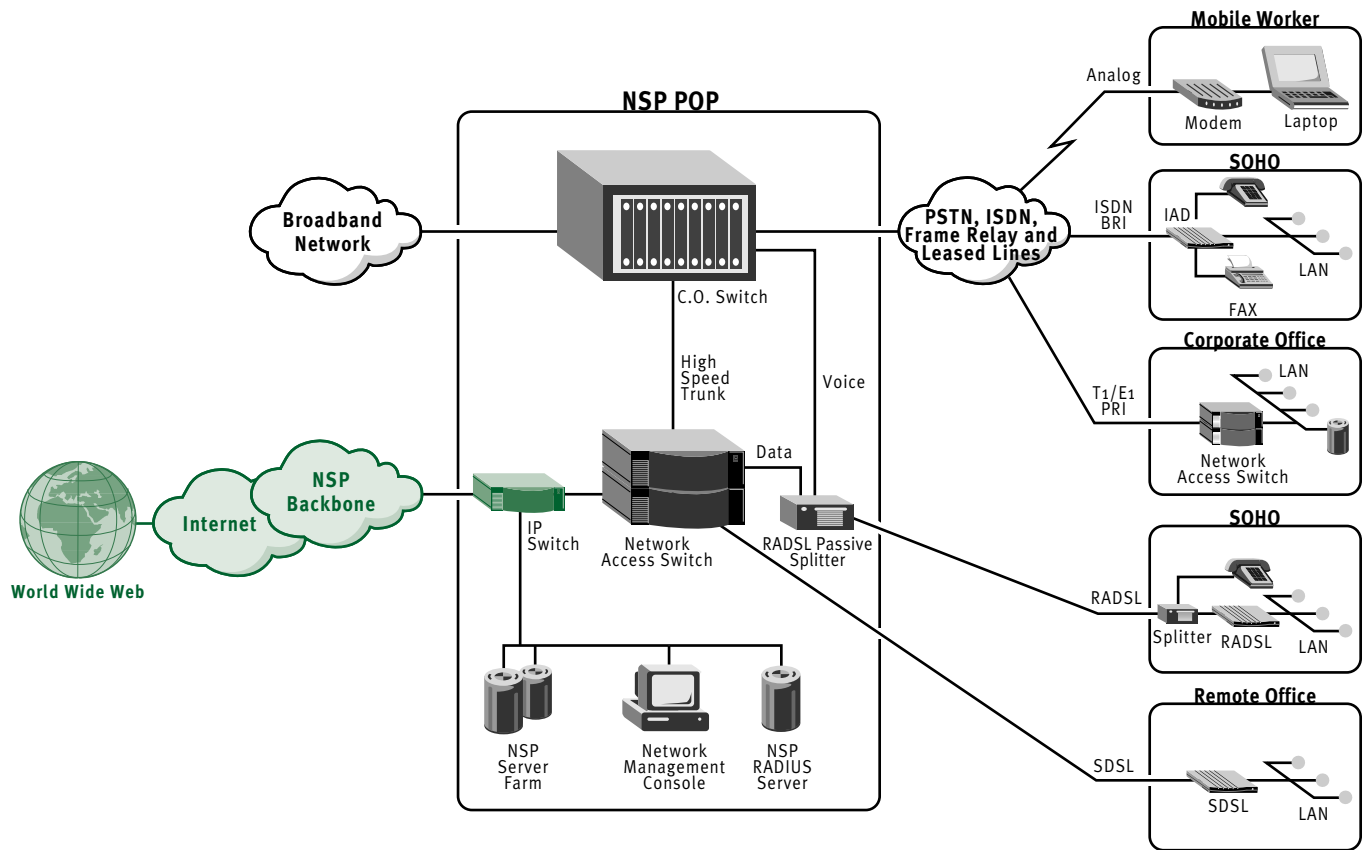 Mobile Worker
Analog
Modem
Laptop
NSP POP
SOHO
ISDN
BRI
IAD
LAN
FAX
Broadband
Network
PSTN, ISDN,
Frame Relay and
Leased Lines
C.O. Switch
High
Speed
Trunk
Voice
Corporate Office
LAN
T1/E1
PRI
Network
Access Switch
Data
NSP
Backbone
Internet
World Wide Web
IP
Switch
Network
Access Switch
RADSL Passive
Splitter
SOHO
RADSL
Splitter
RADSL
LAN
Remote Office
SDSL
SDSL
LAN
NSP
Server
Farm
Network
Management
Console
NSP
RADIUS
Server